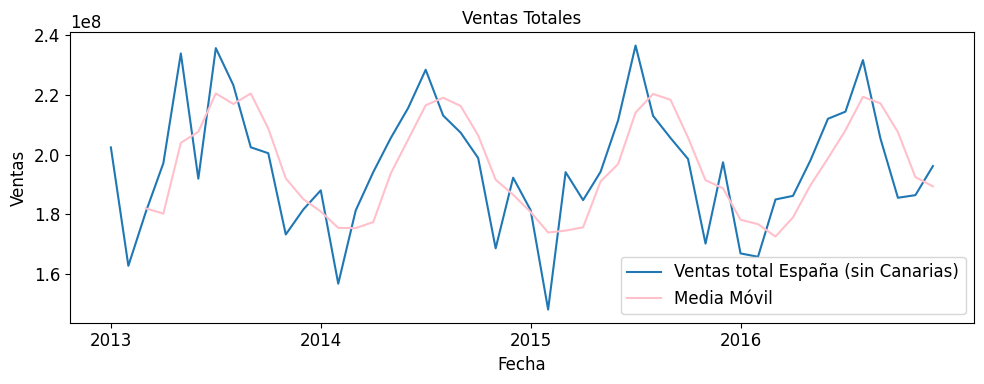 Ventas Totales
1e8
2.4
2.2
2.0
1.8
1.6
Ventas
Ventas total España (sin Canarias)
Media Móvil
2013 2014 2015 2016
Fecha